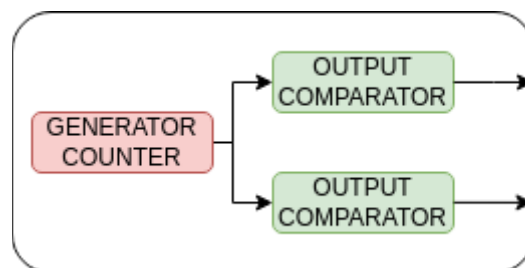 OUTPUT
COMPARATOR
GENERATOR
COUNTER
OUTPUT
COMPARATOR